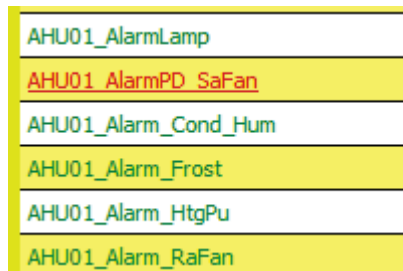 AHU01_AlarmLamp
AHU01_AlarmPD_SaFan
AHU01_Alarm_Cond_Hum
AHU01_Alarm_Frost
AHU01_Alarm_HtgPu
AHU01_Alarm_RaFan